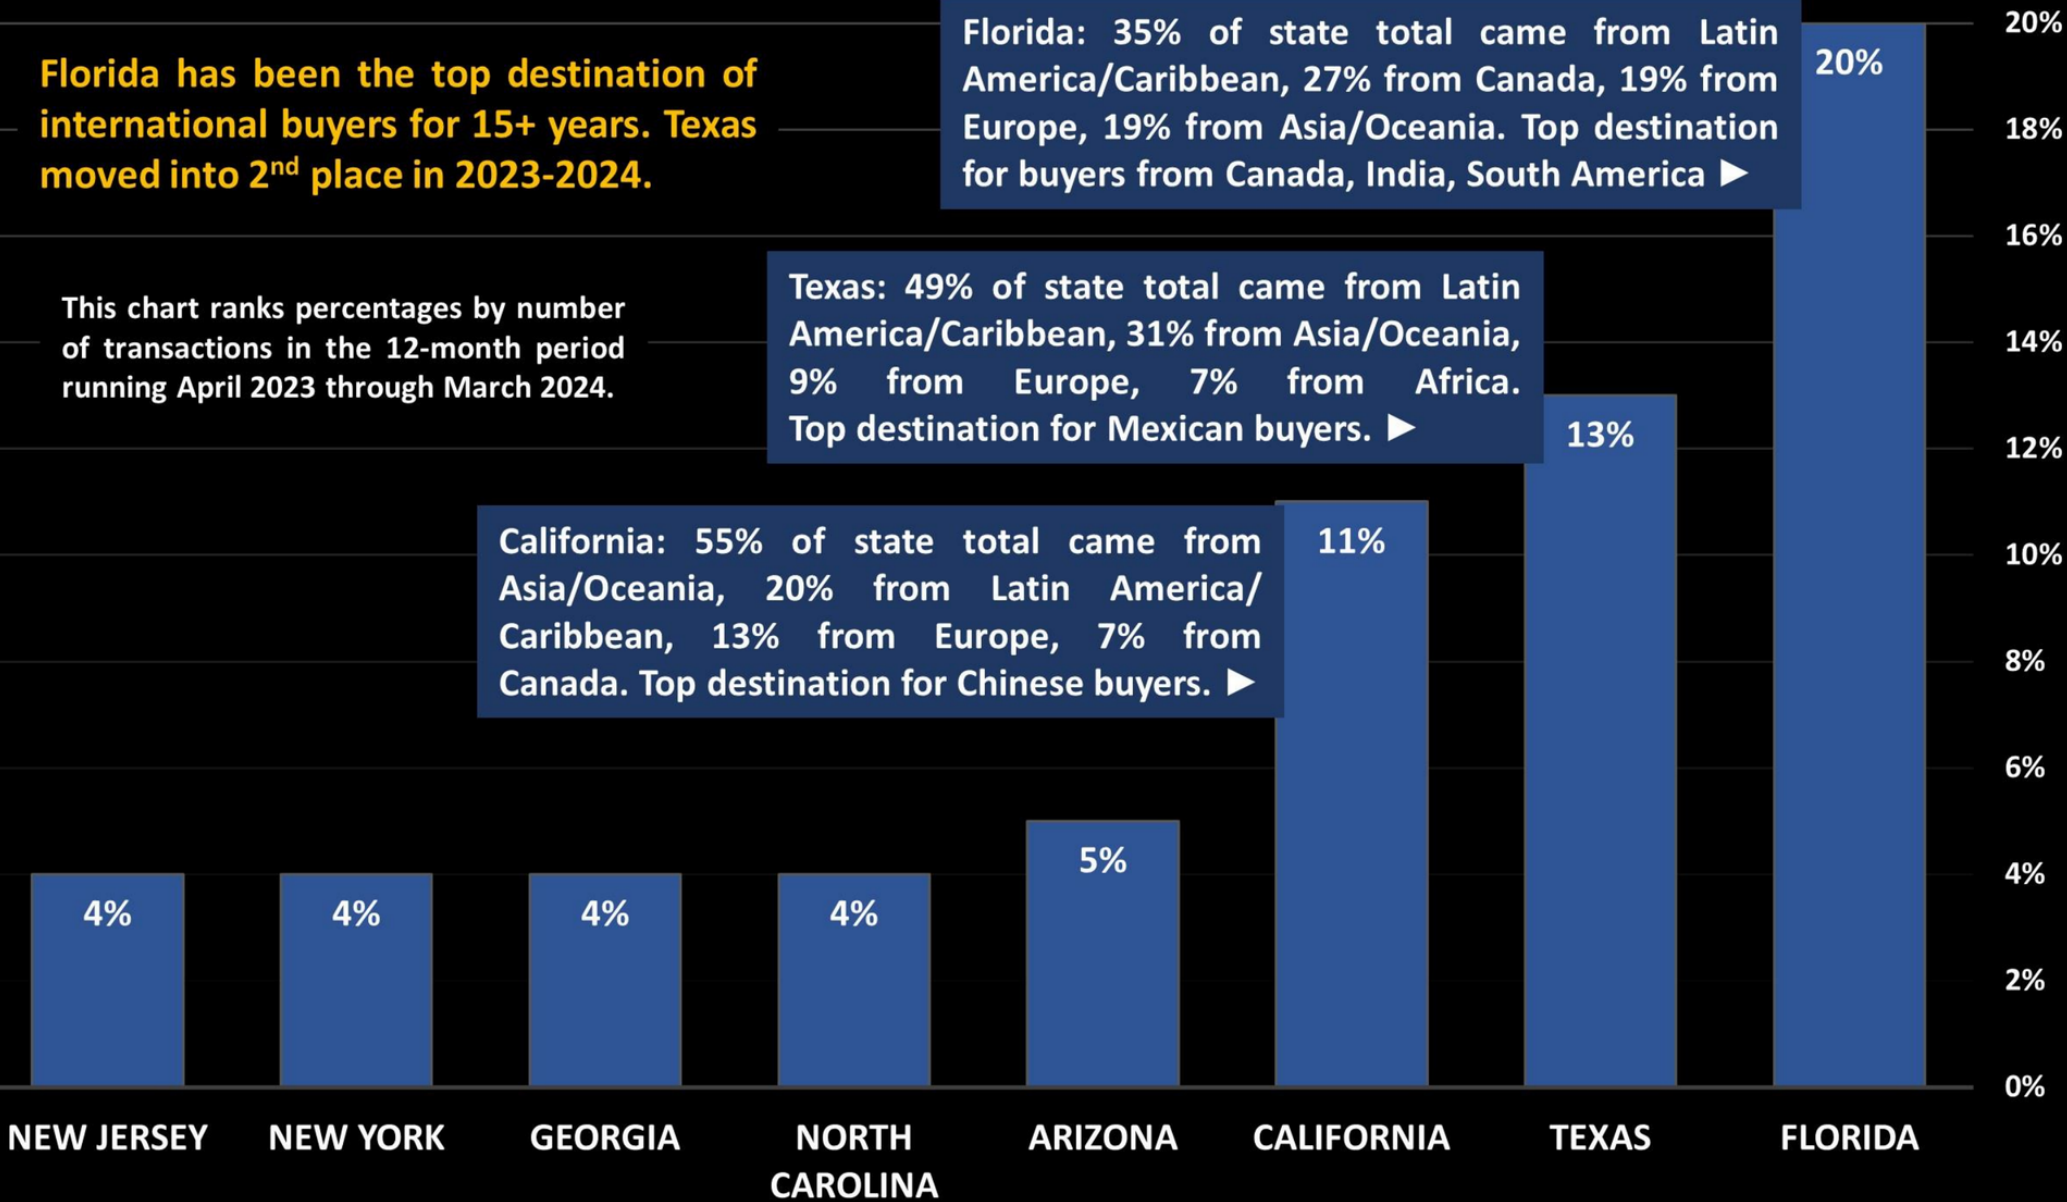 Florida has been the top destination of
international buyers for 15+ years. Texas
moved into 2nd place in 2023-2024.
This chart ranks percentages by number
of transactions in the 12-month period
running April 2023 through March 2024.
Florida: 35% of state total came from Latin
America/Caribbean, 27% from Canada, 19% from
Europe, 19% from Asia/Oceania. Top destination
for buyers from Canada, India, South America ►
Texas: 49% of state total came from Latin
America/Caribbean, 31% from Asia/Oceania,
9% from Europe, 7% from Africa.
Top destination for Mexican buyers. ►
California: 55% of state total came from
Asia/Oceania, 20% from Latin America/
Caribbean, 13% from Europe, 7% from
Canada. Top destination for Chinese buyers. ►
4%
4%
4%
4%
5%
11%
13%
20%
20%
18%
16%
14%
12%
10%
8%
6%
4%
2%
0%
NEW JERSEY
NEW YORK
GEORGIA
NORTH
CAROLINA
ARIZONA
CALIFORNIA
TEXAS
FLORIDA